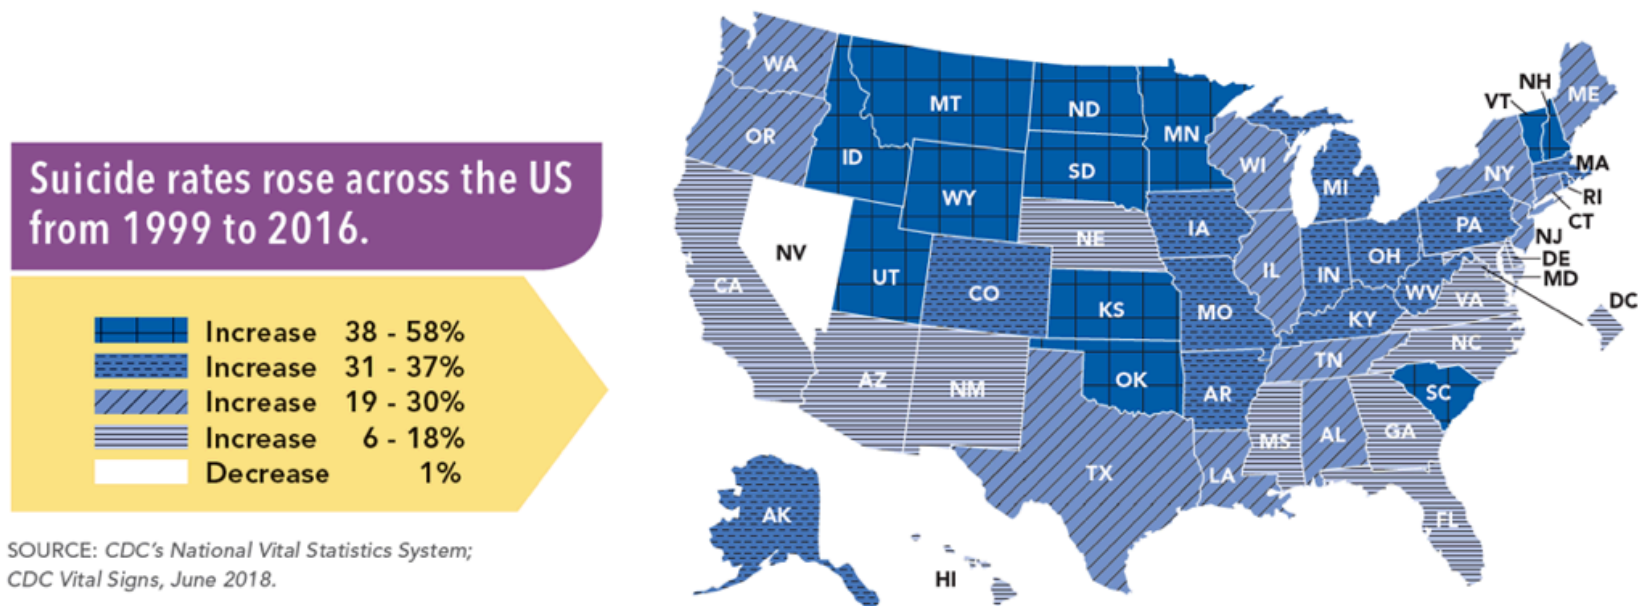 Suicide rates rose across the US
from 1999 to 2016.
Increase 38 - 58%
Increase 31 - 37%
Increase 19 - 30%
Increase 6 - 18%
Decrease 1%
SOURCE: CDC's National Vital Statistics System;
CDC Vital Signs, June 2018.
WA
OR
CA
NV
ID
MT
WY
UT
AZ
CO
NM
ND
SD
NE
KS
OK
TX
MN
IA
MO
AR
LA
WI
IL
MI
IN
OH
KY
TN
MS
AL
GA
FL
SC
NC
VA
WV
PA
NY
VT
NH
ME
MA
RI
CT
NJ
DE
MD
DC
AK
HI